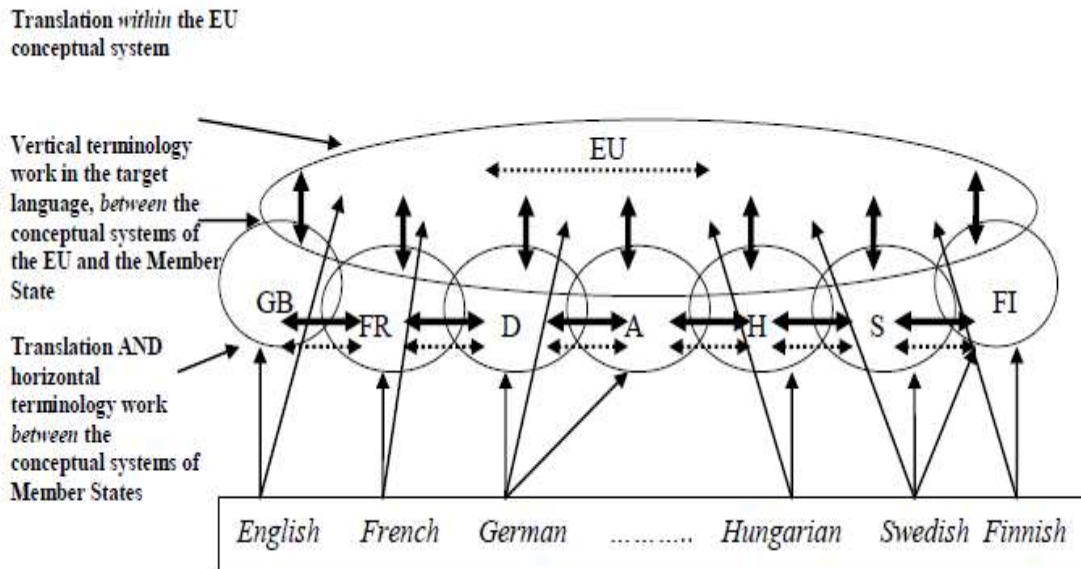 Translation within the EU
conceptual system
Vertical terminology
work in the target
language, between the
conceptual systems of
the EU and the Member
State
Translation AND
horizontal
terminology work
between the
conceptual systems of
Member States
EU
GB
FR
D
A
H
S
FI
English French German ……….. Hungarian Swedish Finnish